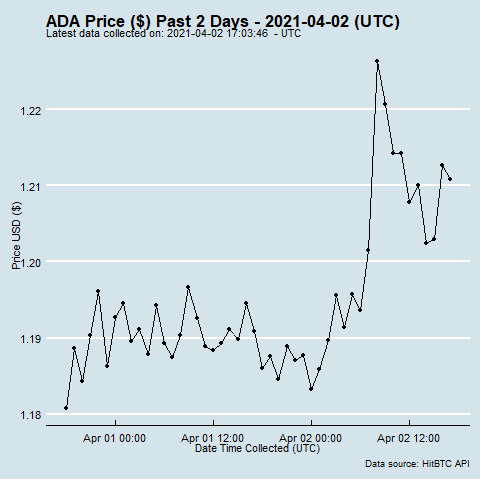 ADA Price ($) Past 2 Days - 2021-04-02 (UTC)
Latest data collected on: 2021-04-02 17:03:46  - UTC
1.22
1.21
1.20
1.19
1.18
Price USD ($)
Apr 01 00:00
Apr 01 12:00
Apr 02 00:00
Apr 02 12:00
Date Time Collected (UTC)
Data source: HitBTC API